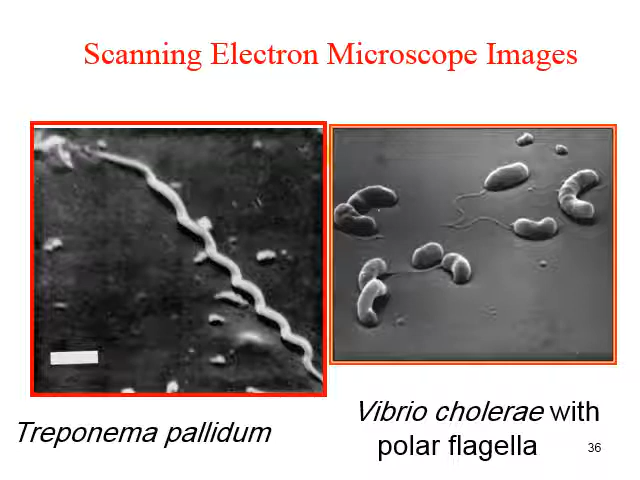 Scanning Electron Microscope Images
Treponema pallidum
Vibrio cholerae with
polar flagella
36